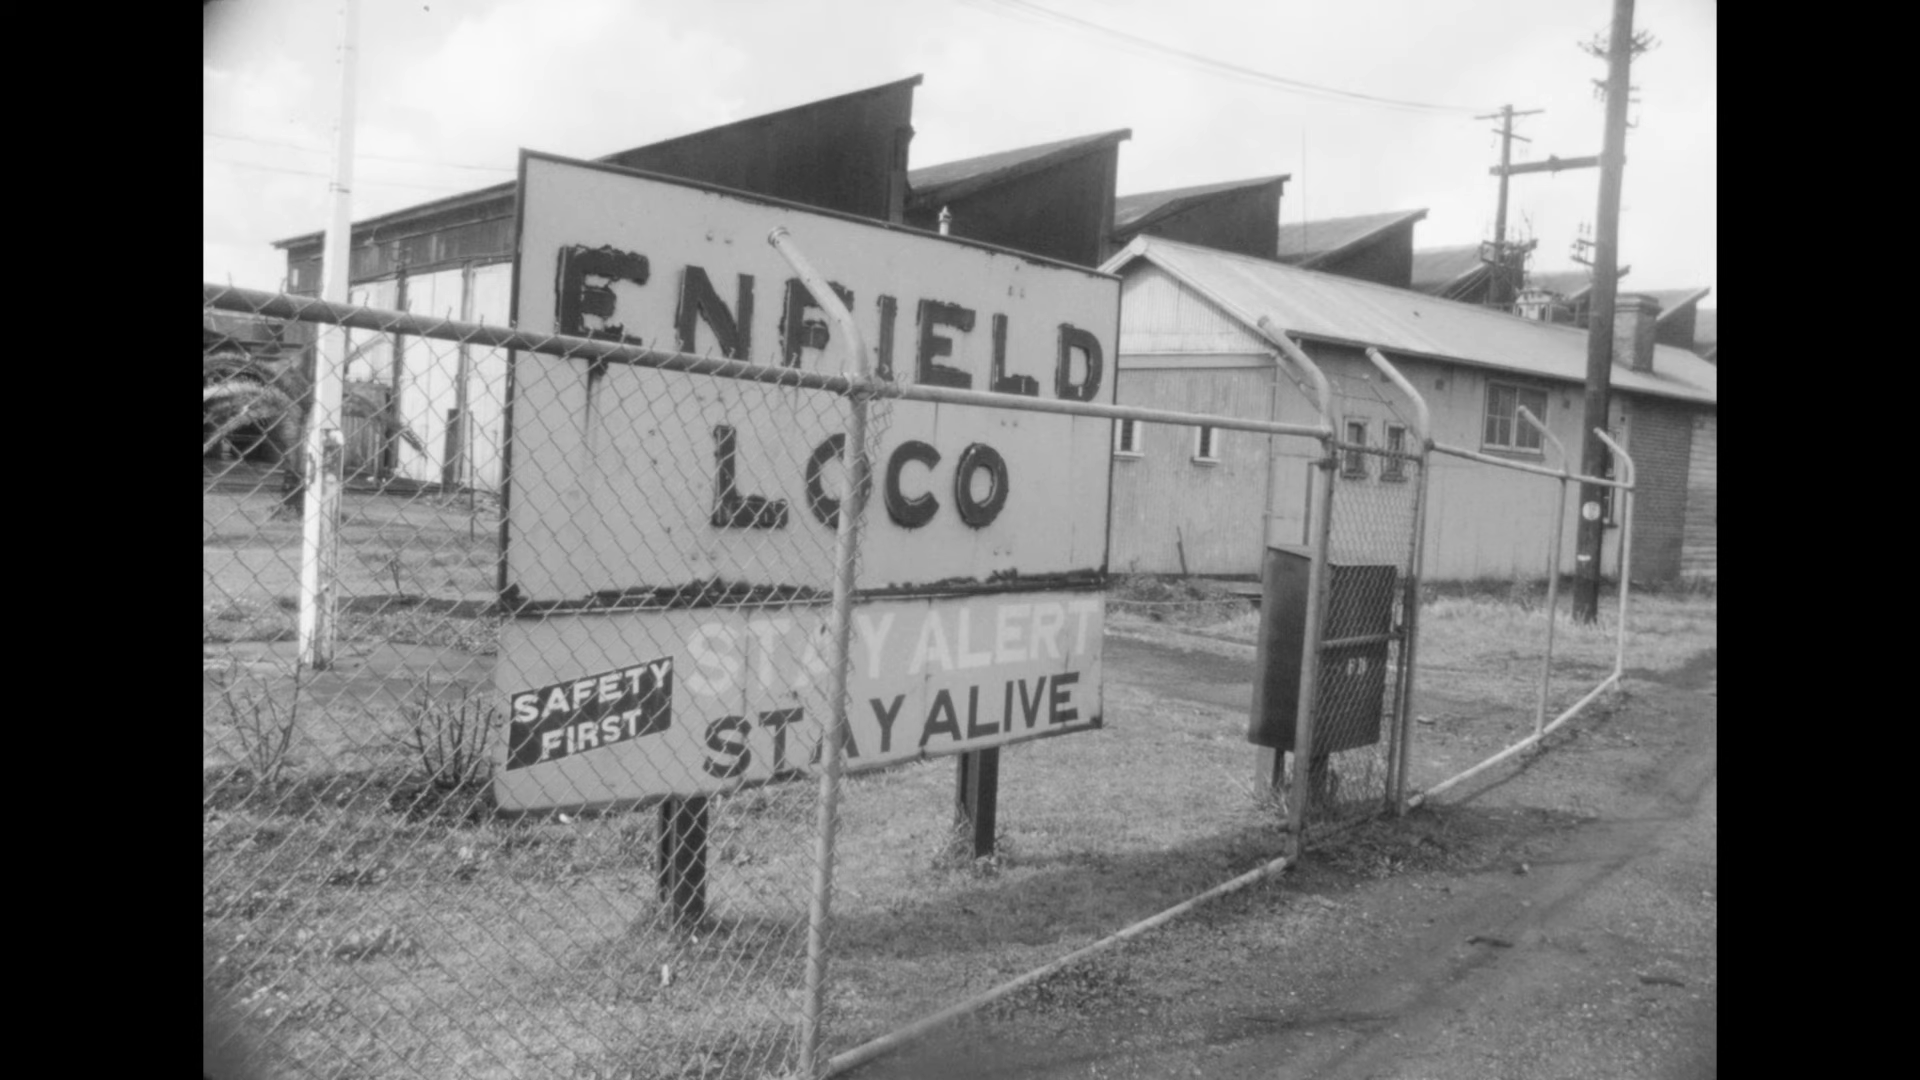 ENFIELD
LOCO
STAY ALERT
SAFETY
FIRST
STAY ALIVE